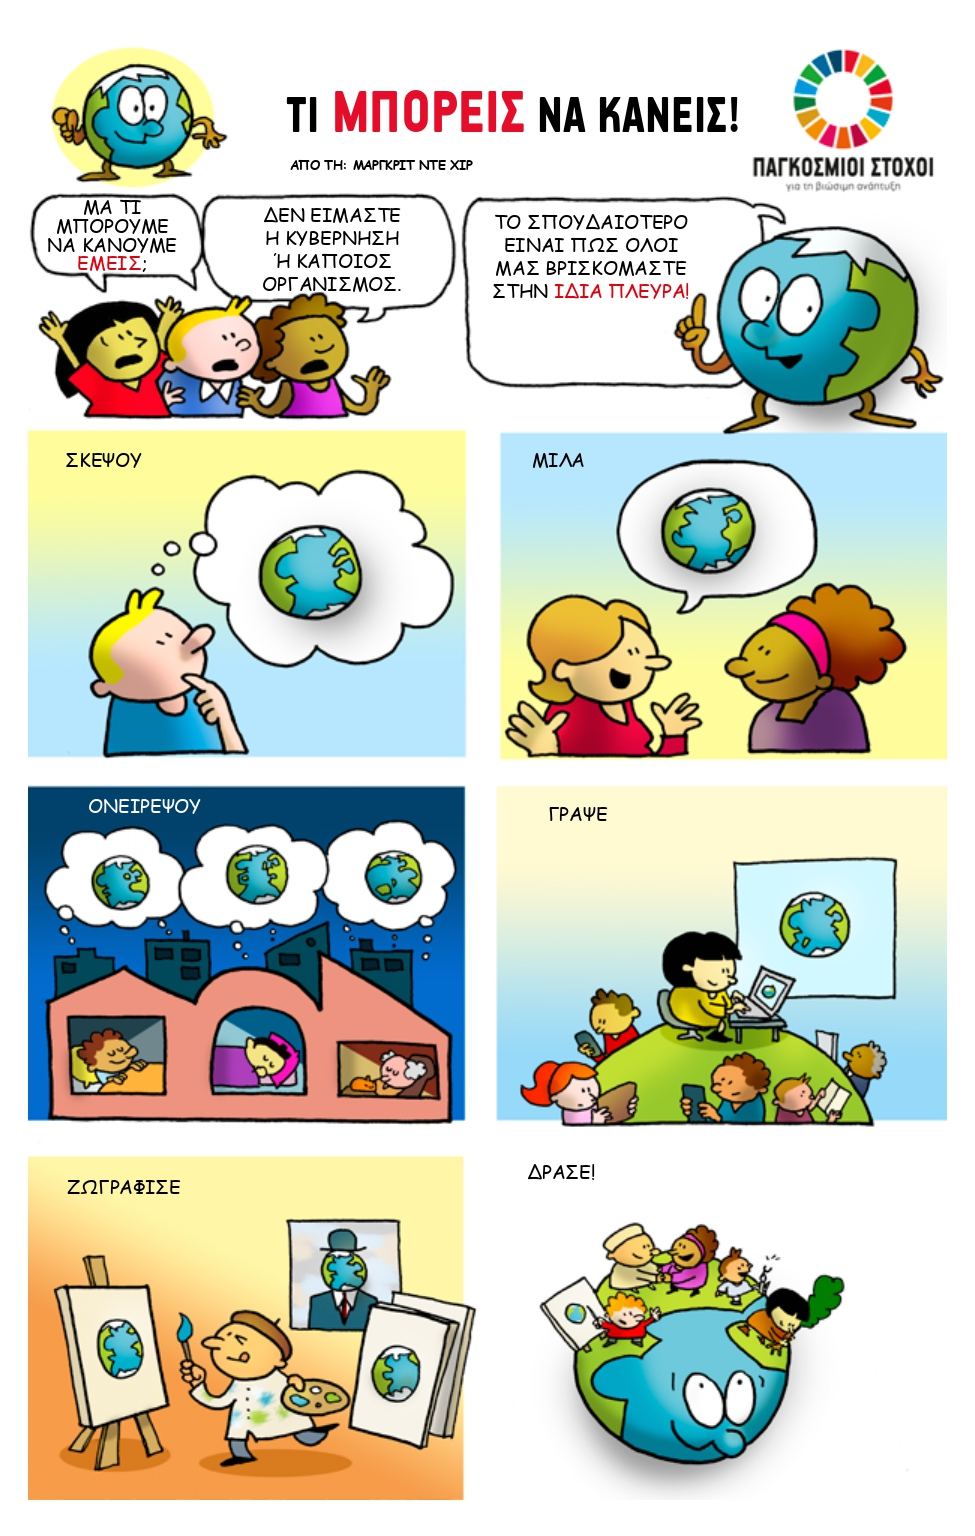 ΤΙ ΜΠΟΡΕΙΣ ΝΑ ΚΑΝΕΙΣ!
ΑΠΟ ΤΗ: ΜΑΡΓΚΡΙΤ ΝΤΕ ΧΙΡ
ΠΑΓΚΟΣΜΙΟΙ ΣΤΟΧΟΙ
για τη βιώσιμη ανάπτυξη
ΜΑ ΤΙ
ΜΠΟΡΟΥΜΕ
ΝΑ ΚΑΝΟΥΜΕ
ΕΜΕΙΣ;
ΔΕΝ ΕΙΜΑΣΤΕ
Η ΚΥΒΕΡΝΗΣΗ
Ή ΚΑΠΟΙΟΣ
ΟΡΓΑΝΙΣΜΟΣ.
ΤΟ ΣΠΟΥΔΑΙΟΤΕΡΟ
ΕΙΝΑΙ ΠΩΣ ΟΛΟΙ
ΜΑΣ ΒΡΙΣΚΟΜΑΣΤΕ
ΣΤΗΝ ΙΔΙΑ ΠΛΕΥΡΑ!
ΣΚΕΨΟΥ
ΜΙΛΑ
ΟΝΕΙΡΕΨΟΥ
ΓΡΑΨΕ
ΖΩΓΡΑΦΙΣΕ
ΔΡΑΣΕ!